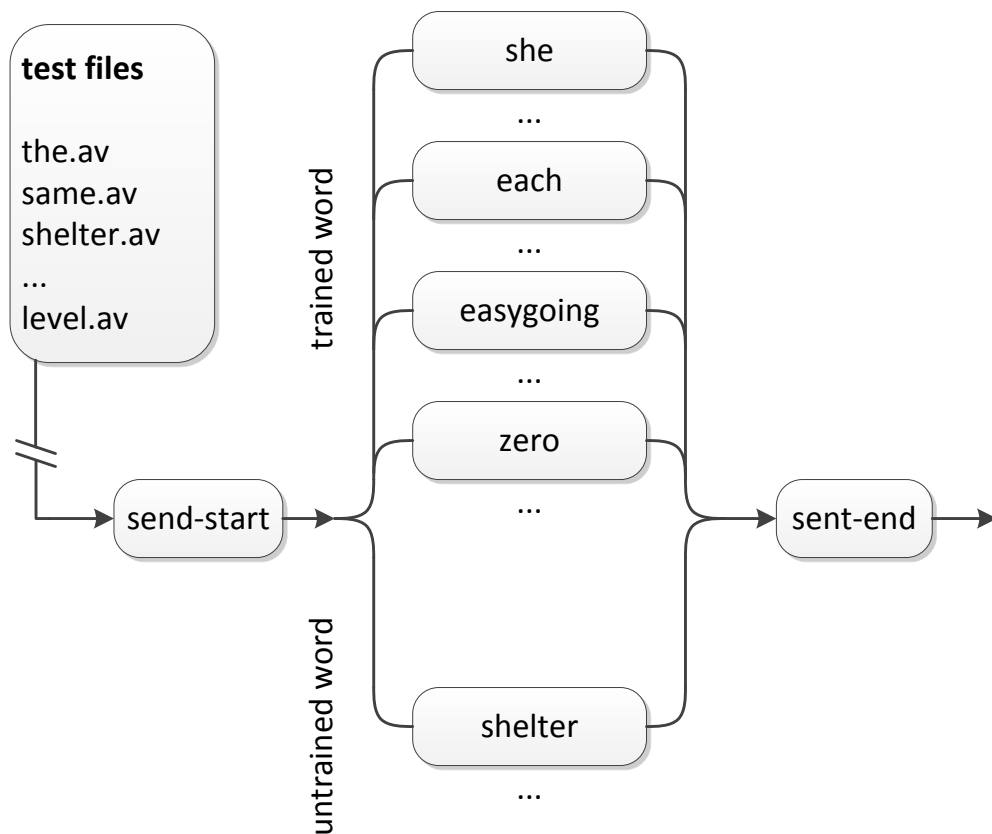 test files
the.av
same.av
shelter.av
...
level.av
send-start
trained word
she
...
each
...
easygoing
...
zero
...
untrained word
shelter
...
sent-end